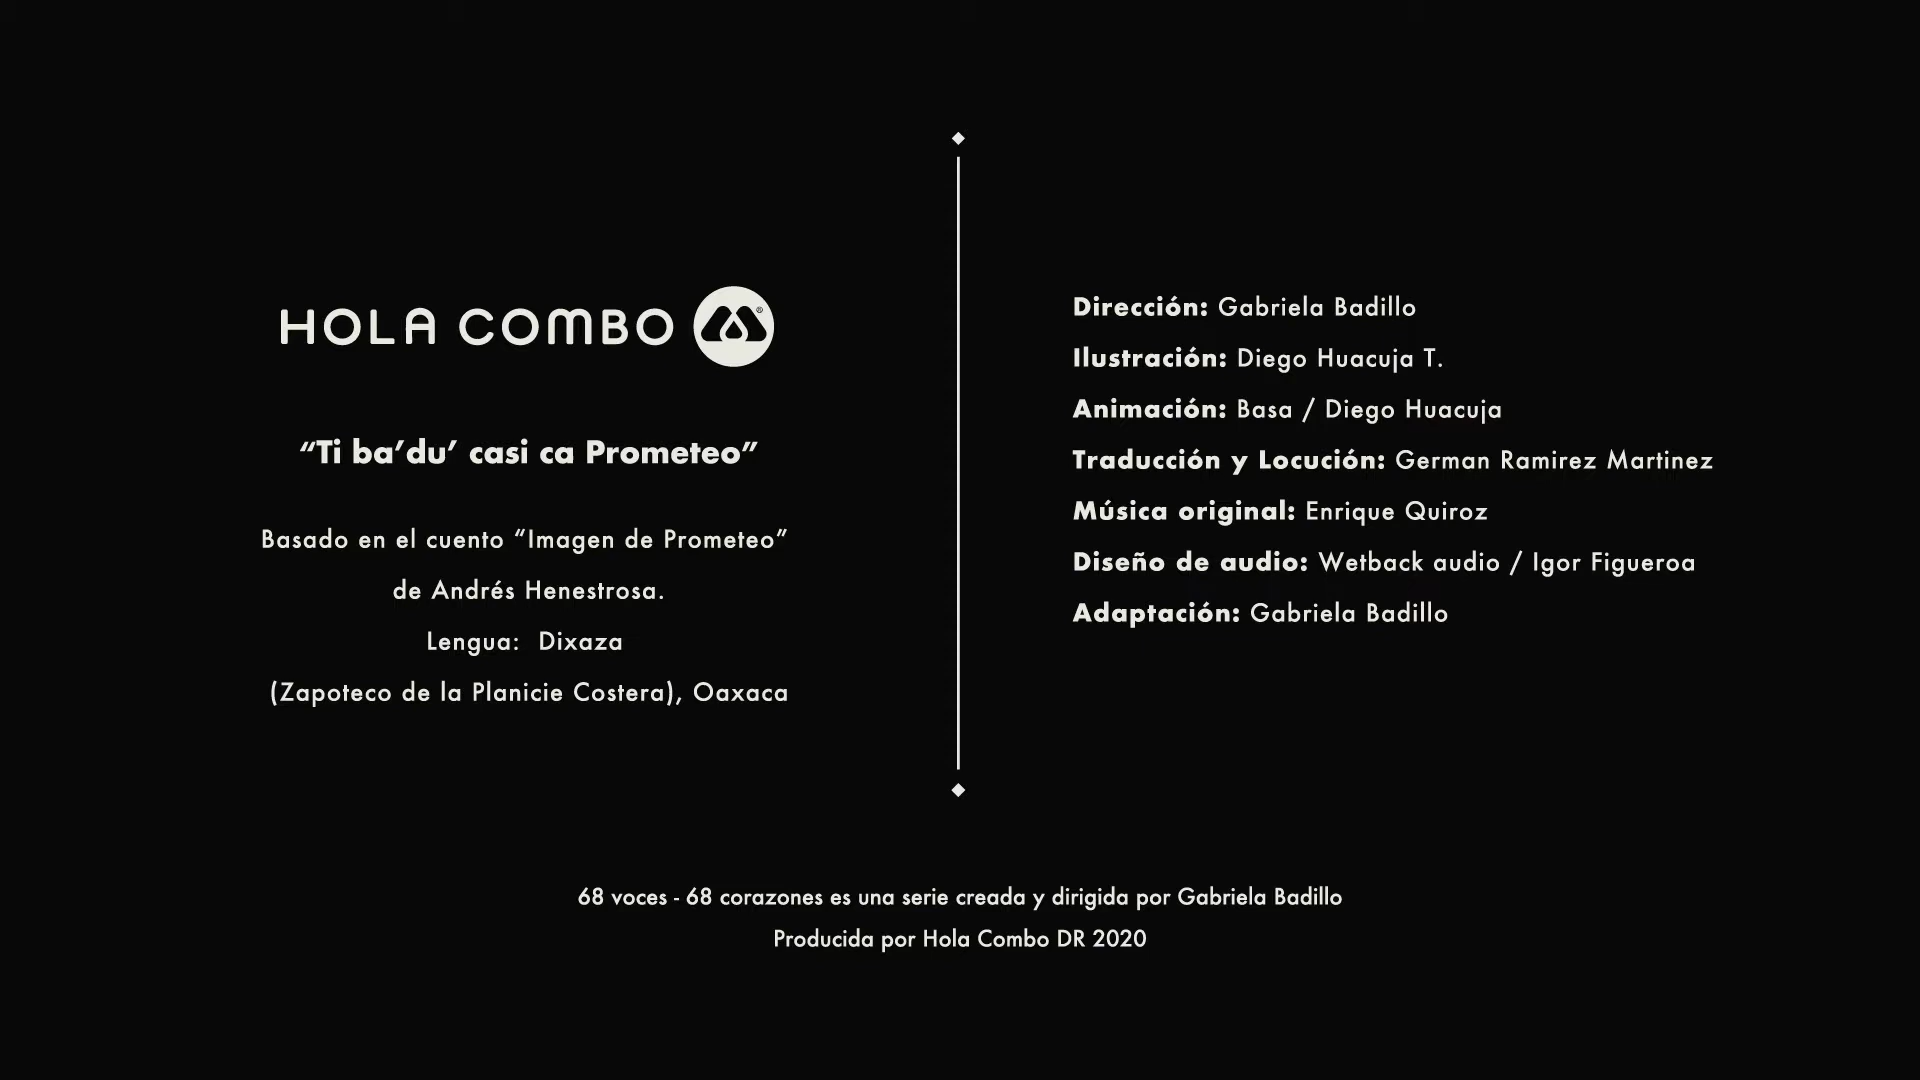 HOLA COMBO ®
“Ti ba’du’ casi ca Prometeo”
Basado en el cuento “Imagen de Prometeo”
de Andrés Henestrosa.
Lengua: Dixaza
(Zapoteco de la Planicie Costera), Oaxaca
Dirección: Gabriela Badillo
Ilustración: Diego Huacuja T.
Animación: Basa / Diego Huacuja
Traducción y Locución: German Ramirez Martinez
Música original: Enrique Quiroz
Diseño de audio: Wetback audio / Igor Figueroa
Adaptación: Gabriela Badillo
68 voces - 68 corazones es una serie creada y dirigida por Gabriela Badillo
Producida por Hola Combo DR 2020